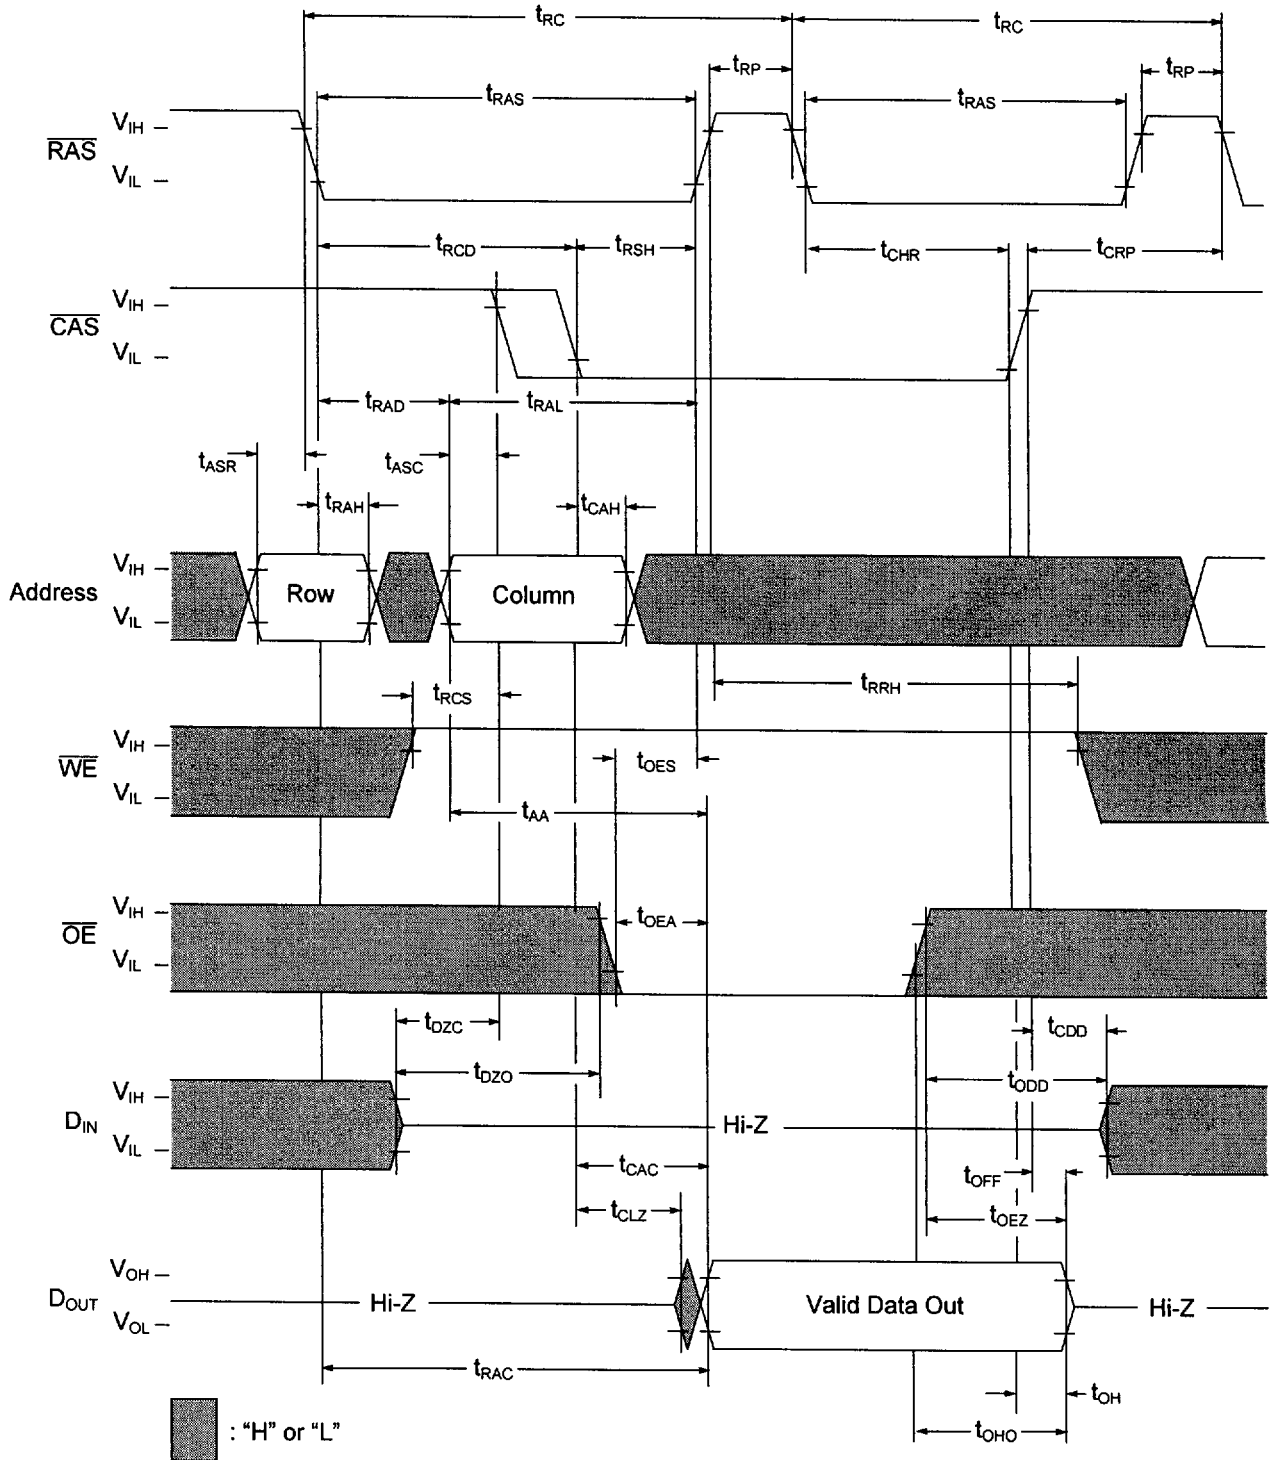 tRC tRC
tRP tRP
tRAS tRAS
RAS VIH
VIL
tRCD tRSH tCHR tCRP
CAS VIH
VIL
tRAD tRAL
tASR tASC
tRAH tCAH
Address VIH
VIL
Row Column
tRRH
tRCS
WE VIH
VIL
tOES
tAA
OE VIH
VIL
tOEA
tDZC tCDD
tDZO tODD
DIN VIH
VIL
Hi-Z
tCAC tOFF
tCLZ tOEZ
DOUT VOH
VOL
Hi-Z Valid Data Out Hi-Z
tRAC tOH
tOHO
: “H” or “L”